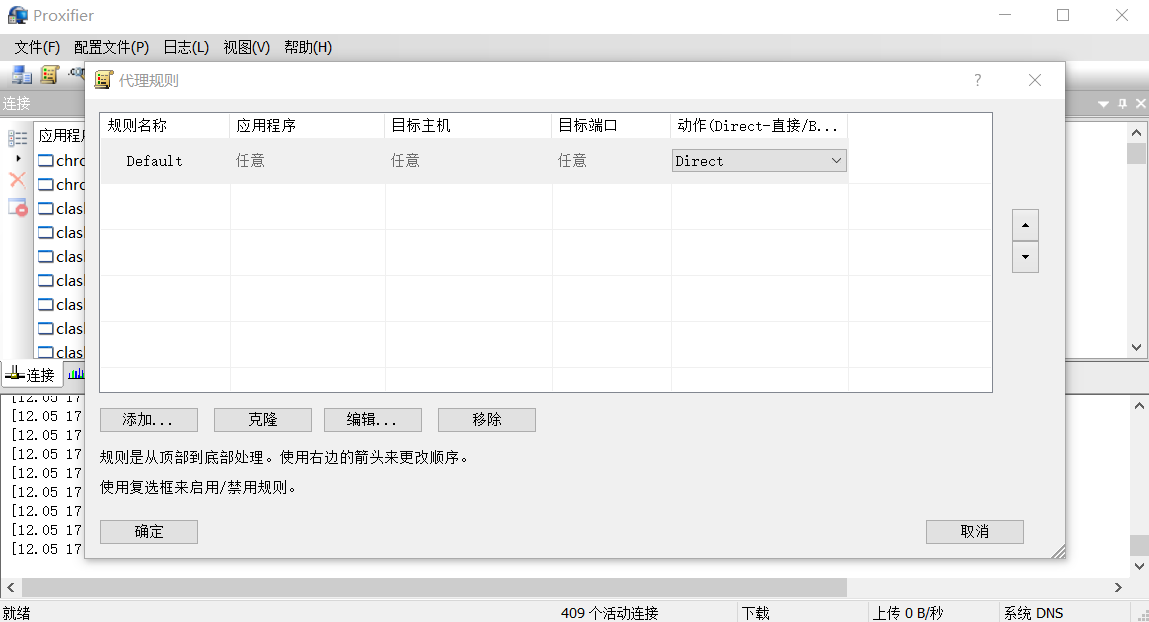 Proxifier
文件(F) 配置文件(P) 日志(L) 视图(V) 帮助(H)
代理规则
?
连接
规则名称 应用程序 目标主机 目标端口 动作(Direct-直接/B...
Default 任意 任意 任意 Direct
应用程
chro
chro
clas
clas
clas
clas
clas
clas
clas
连接
添加... 克隆 编辑... 移除
规则是从顶部到底部处理。使用右边的箭头来更改顺序。
使用复选框来启用/禁用规则。
确定 取消
[12.05 17
[12.05 17
[12.05 17
[12.05 17
[12.05 17
[12.05 17
[12.05 17
[12.05 17
[12.05 17
就绪 409 个活动连接 下载 上传 0 B/秒 系统 DNS